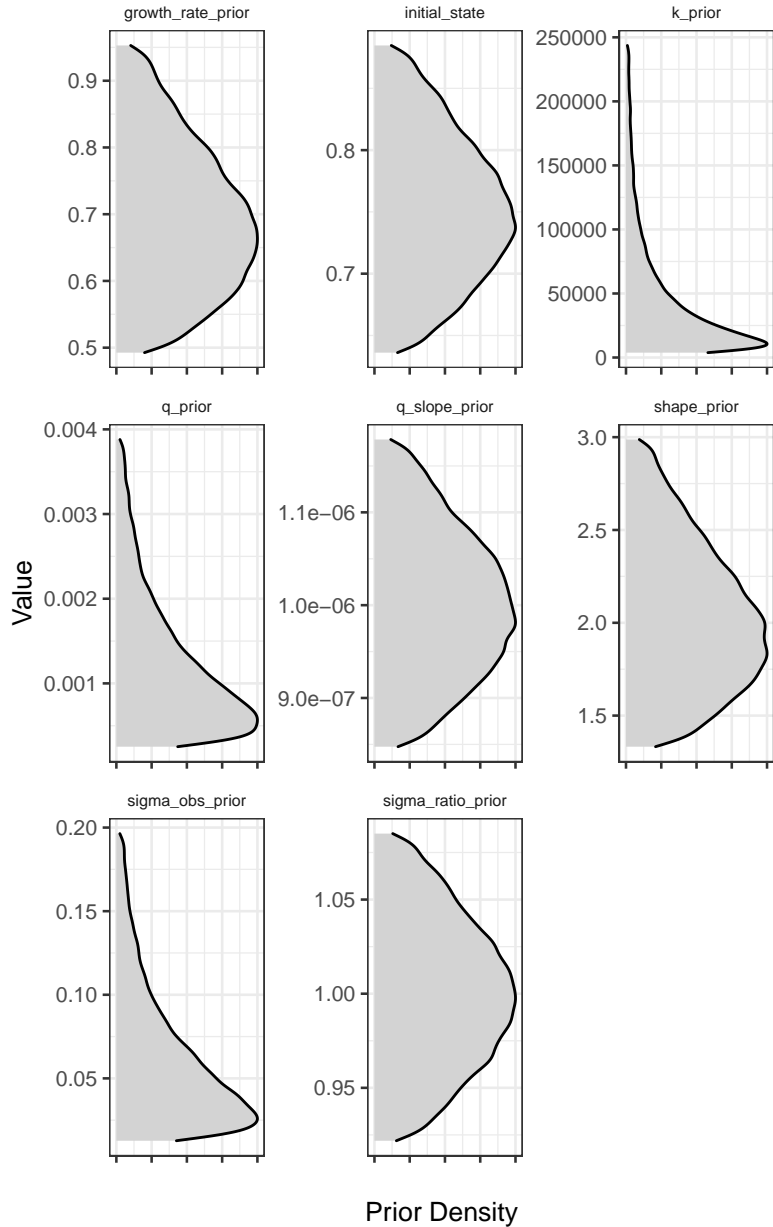 growth_rate_prior
0.9
0.8
0.7
0.6
0.5
initial_state
0.8
0.7
k_prior
250000
200000
150000
100000
50000
0
q_prior
0.004
0.003
0.002
0.001
q_slope_prior
1.1e−06
1.0e−06
9.0e−07
shape_prior
3.0
2.5
2.0
1.5
sigma_obs_prior
0.20
0.15
0.10
0.05
sigma_ratio_prior
1.05
1.00
0.95
Value
Prior Density